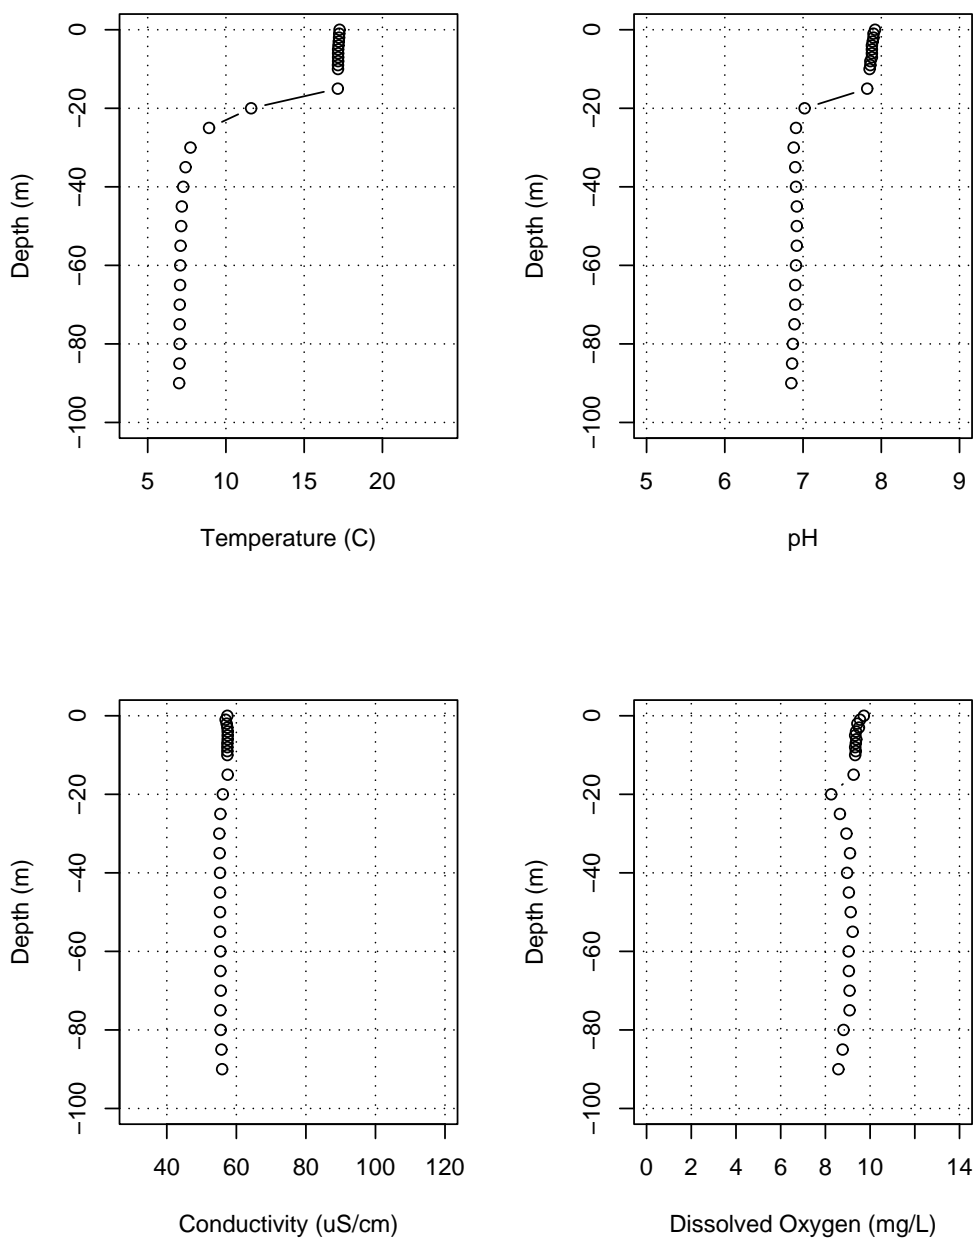 0
−20
−40
−60
−80
−100
Depth (m)
5 10 15 20
Temperature (C)
0
−20
−40
−60
−80
−100
Depth (m)
5 6 7 8 9
pH
0
−20
−40
−60
−80
−100
Depth (m)
40 60 80 100 120
Conductivity (uS/cm)
0
−20
−40
−60
−80
−100
Depth (m)
0 2 4 6 8 10 14
Dissolved Oxygen (mg/L)